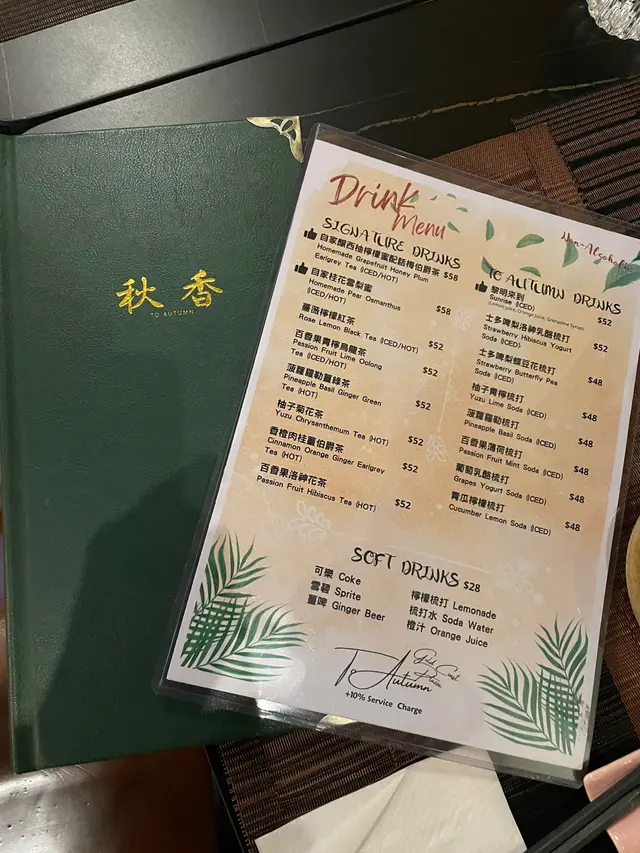 秋香
TO AUTUMN
Drink
Menu
Non-Alcoholic
SIGNATURE DRINKS
自家釀西柚檸檬蜜配話梅伯爵茶
Homemade Grapefruit Honey Plum
Earlgrey Tea (ICED/HOT) $58
自家桂花雪梨蜜
Homemade Pear Osmanthus
(ICED/HOT) $58
薔薇檸檬紅茶
Rose Lemon Black Tea (ICED/HOT) $52
百香果青檸烏龍茶
Passion Fruit Lime Oolong
Tea (ICED/HOT) $52
菠蘿羅勒薑綠茶
Pineapple Basil Ginger Green
Tea (HOT) $52
柚子菊花茶
Yuzu Chrysanthemum Tea (HOT) $52
香橙肉桂薑伯爵茶
Cinnamon Orange Ginger Earlgrey
Tea (HOT) $52
百香果洛神花茶
Passion Fruit Hibiscus Tea (HOT) $52
TO AUTUMN DRINKS
黎明來到
Sunrise (ICED) $52
(Lemon juice, Orange Juice, Grenadine Syrup)
士多啤梨洛神乳酪梳打
Strawberry Hibiscus Yogurt
Soda (ICED) $52
士多啤梨蝶豆花梳打
Strawberry Butterfly Pea
Soda (ICED) $48
柚子青檸梳打
Yuzu Lime Soda (ICED) $48
菠蘿羅勒梳打
Pineapple Basil Soda (ICED) $48
百香果薄荷梳打
Passion Fruit Mint Soda (ICED) $48
葡萄乳酪梳打
Grapes Yogurt Soda (ICED) $48
青瓜檸檬梳打
Cucumber Lemon Soda (ICED) $48
SOFT DRINKS $28
可樂 Coke
雪碧 Sprite
薑啤 Ginger Beer
檸檬梳打 Lemonade
梳打水 Soda Water
橙汁 Orange Juice
To Autumn
+10% Service Charge